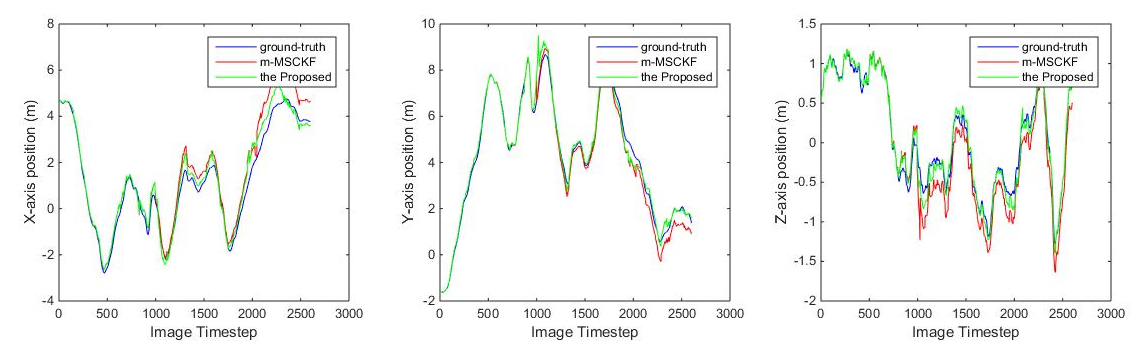 8
6
4
2
0
-2
-4
X-axis position (m)
0
500
1000
1500
2000
2500
3000
Image Timestep
ground-truth
m-MSCKF
the Proposed
10
8
6
4
2
0
-2
Y-axis position (m)
0
500
1000
1500
2000
2500
3000
Image Timestep
ground-truth
m-MSCKF
the Proposed
1.5
1
0.5
0
-0.5
-1
-1.5
-2
Z-axis position (m)
0
500
1000
1500
2000
2500
3000
Image Timestep
ground-truth
m-MSCKF
the Proposed